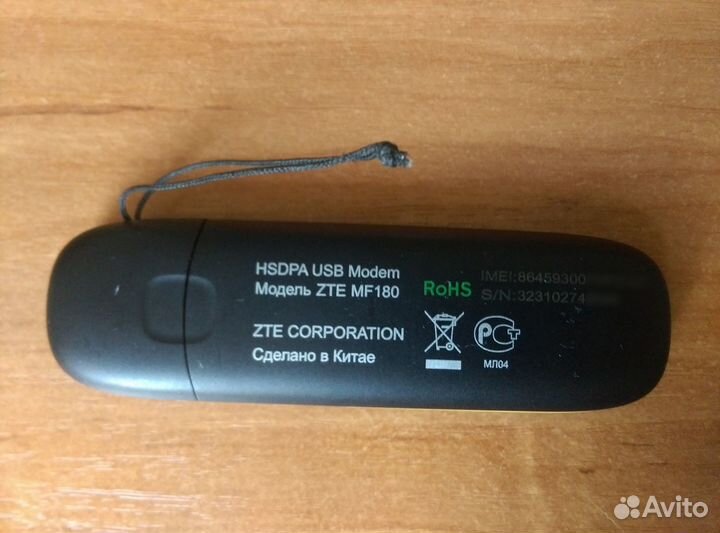 HSDPA USB Modem
Модель ZTE MF180
RoHS
IMEI:86459300
S/N:32310274
ZTE CORPORATION
Сделано в Китае
РСТ
МЛ04
Avito